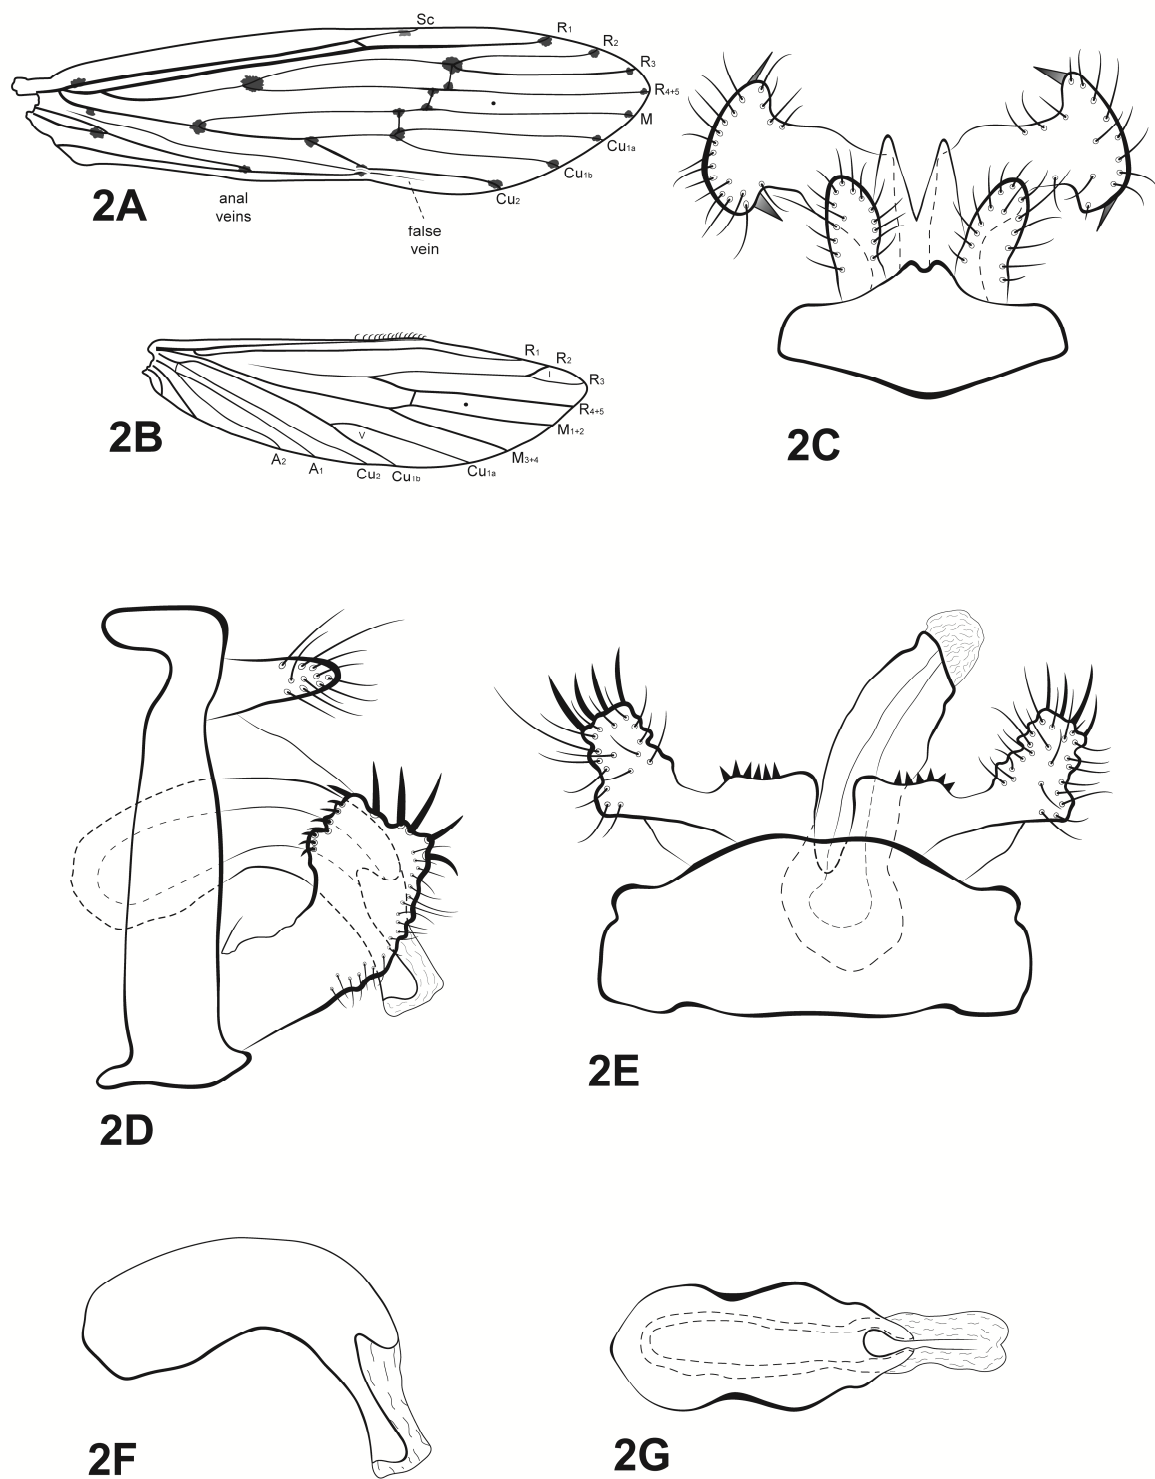 Sc
R1
R2
R3
R4+5
M
Cu1a
Cu1b
Cu2
anal
veins
false
vein
2A
R1
R2
R3
R4+5
M1+2
M3+4
Cu1a
Cu1b
Cu2
A1
A2
V
I
2B
2C
2D
2E
2F
2G